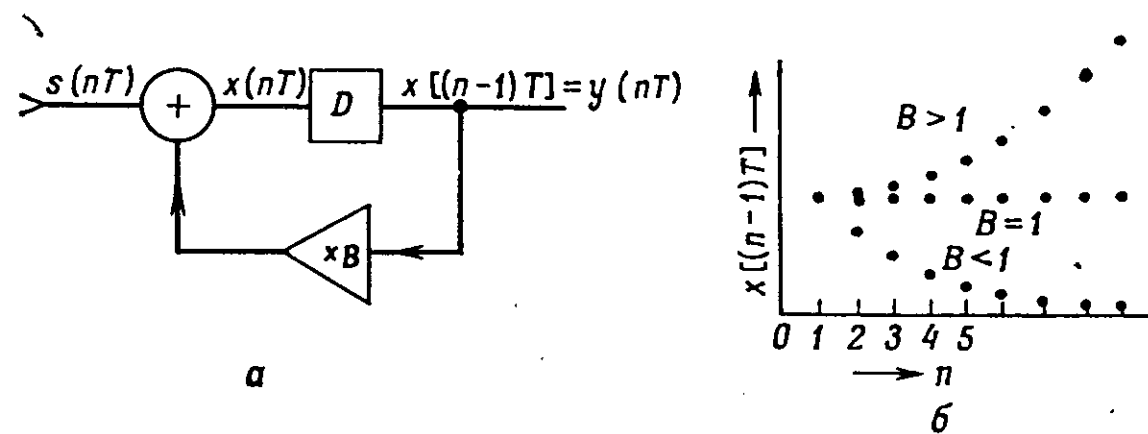 s(nT) x(nT) D x[(n-1)T]=y(nT)
+
×B
а
x[(n-1)T]
B>1
B=1
B<1
0 1 2 3 4 5
n
б